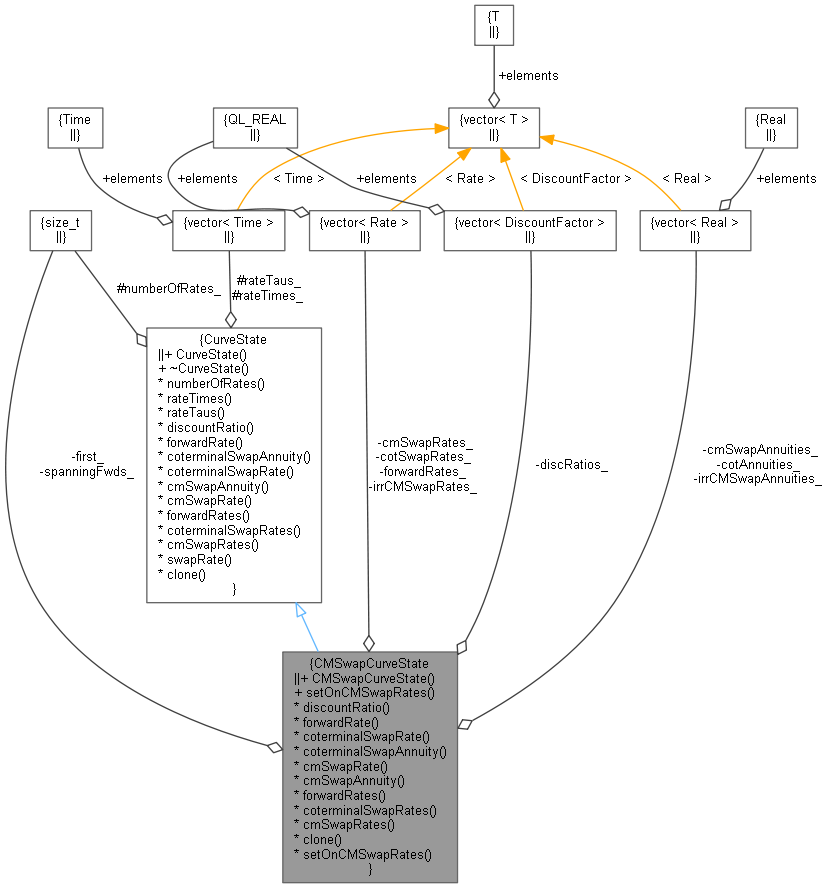 {T
||}
+elements
{Time
||}
{QL_REAL
||}
{vector< T >
||}
{Real
||}
+elements
+elements
+elements
< Time >
< Rate >
< DiscountFactor >
< Real >
+elements
{size_t
||}
{vector< Time >
||}
{vector< Rate >
||}
{vector< DiscountFactor >
||}
{vector< Real >
||}
#numberOfRates_
#rateTaus_
#rateTimes_
{CurveState
||+ CurveState()
+ ~CurveState()
* numberOfRates()
* rateTimes()
* rateTaus()
* discountRatio()
* forwardRate()
* coterminalSwapAnnuity()
* coterminalSwapRate()
* cmSwapAnnuity()
* cmSwapRate()
* forwardRates()
* coterminalSwapRates()
* cmSwapRates()
* swapRate()
* clone()
}
-first_
-spanningFwds_
-cmSwapRates_
-cotSwapRates_
-forwardRates_
-irrCMSwapRates_
-discRatios_
-cmSwapAnnuities_
-cotAnnuities_
-irrCMSwapAnnuities_
{CMSwapCurveState
||+ CMSwapCurveState()
+ setOnCMSwapRates()
* discountRatio()
* forwardRate()
* coterminalSwapRate()
* coterminalSwapAnnuity()
* cmSwapRate()
* cmSwapAnnuity()
* forwardRates()
* coterminalSwapRates()
* cmSwapRates()
* clone()
* setOnCMSwapRates()
}